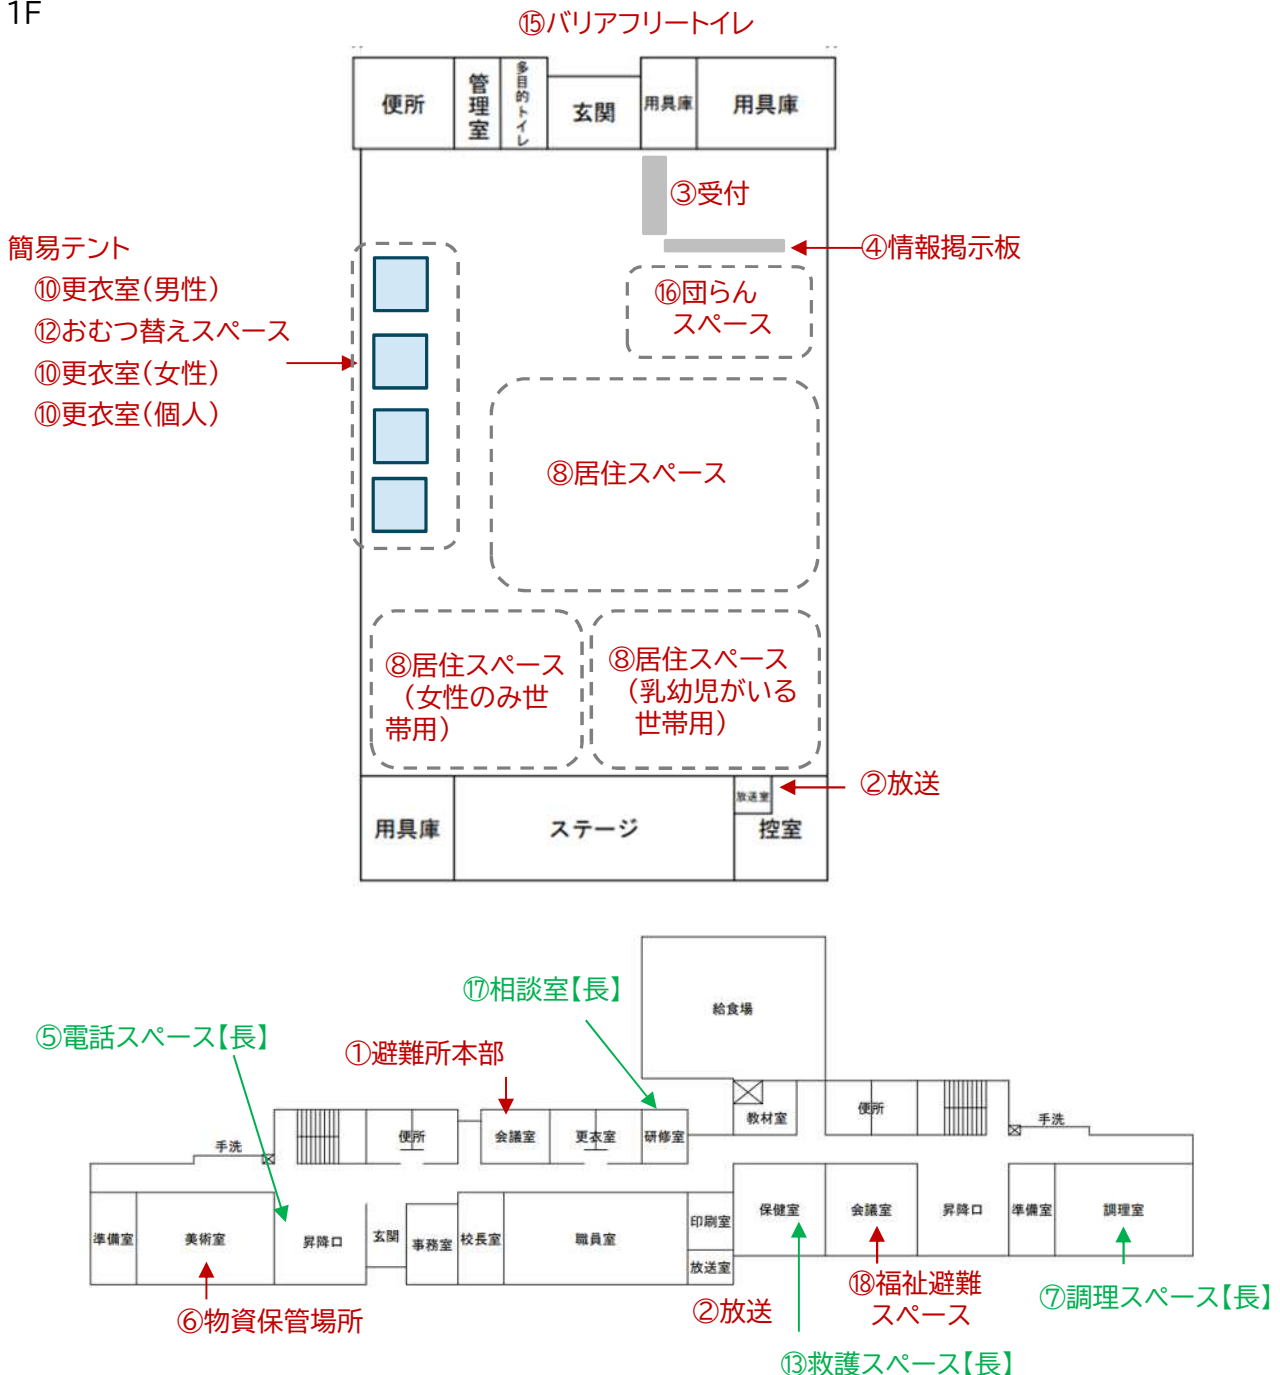 1F
⑮バリアフリートイレ
便所
管理室
多目的トイレ
玄関
用具庫
用具庫
③受付
④情報掲示板
簡易テント
⑩更衣室(男性)
⑫おむつ替えスペース
⑩更衣室(女性)
⑩更衣室(個人)
⑯団らん
スペース
⑧居住スペース
⑧居住スペース
(女性のみ世
帯用)
⑧居住スペース
(乳幼児がいる
世帯用)
放送室
②放送
用具庫
ステージ
控室
⑰相談室【長】
給食場
⑤電話スペース【長】
①避難所本部
手洗
便所
会議室
更衣室
研修室
教材室
便所
手洗
準備室
美術室
昇降口
玄関
事務室
校長室
職員室
印刷室
放送室
保健室
会議室
昇降口
準備室
調理室
⑥物資保管場所
②放送
⑱福祉避難
スペース
⑦調理スペース【長】
⑬救護スペース【長】